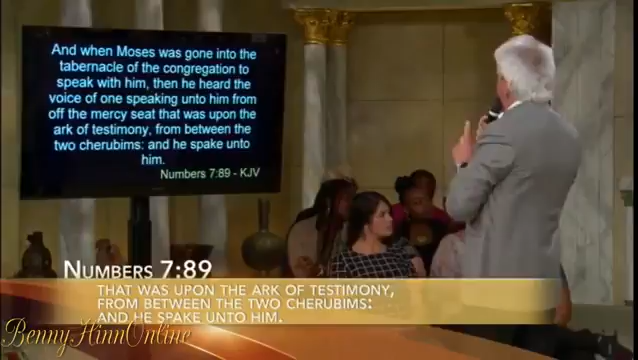 And when Moses was gone into the
tabernacle of the congregation to
speak with him, then he heard the
voice of one speaking unto him from
off the mercy seat that was upon the
ark of testimony, from between the
two cherubims: and he spake unto
him.
Numbers 7:89 - KJV
NUMBERS 7:89
THAT WAS UPON THE ARK OF TESTIMONY,
FROM BETWEEN THE TWO CHERUBIMS:
AND HE SPAKE UNTO HIM.
BennyHinnOnline